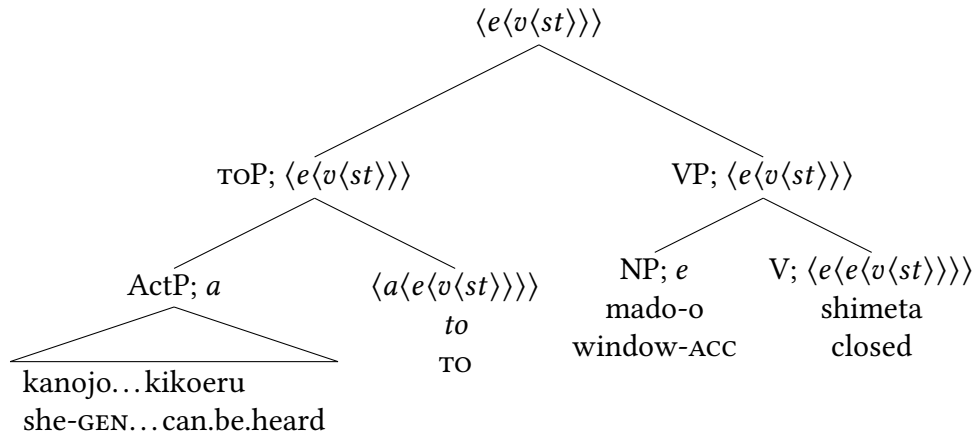 ⟨e⟨v⟨st⟩⟩⟩
TOP; ⟨e⟨v⟨st⟩⟩⟩
VP; ⟨e⟨v⟨st⟩⟩⟩
ActP; a
⟨a⟨e⟨v⟨st⟩⟩⟩⟩
to
TO
NP; e
mado-o
window-ACC
V; ⟨e⟨e⟨v⟨st⟩⟩⟩⟩
shimeta
closed
kanojo…kikoeru
she-GEN…can.be.heard